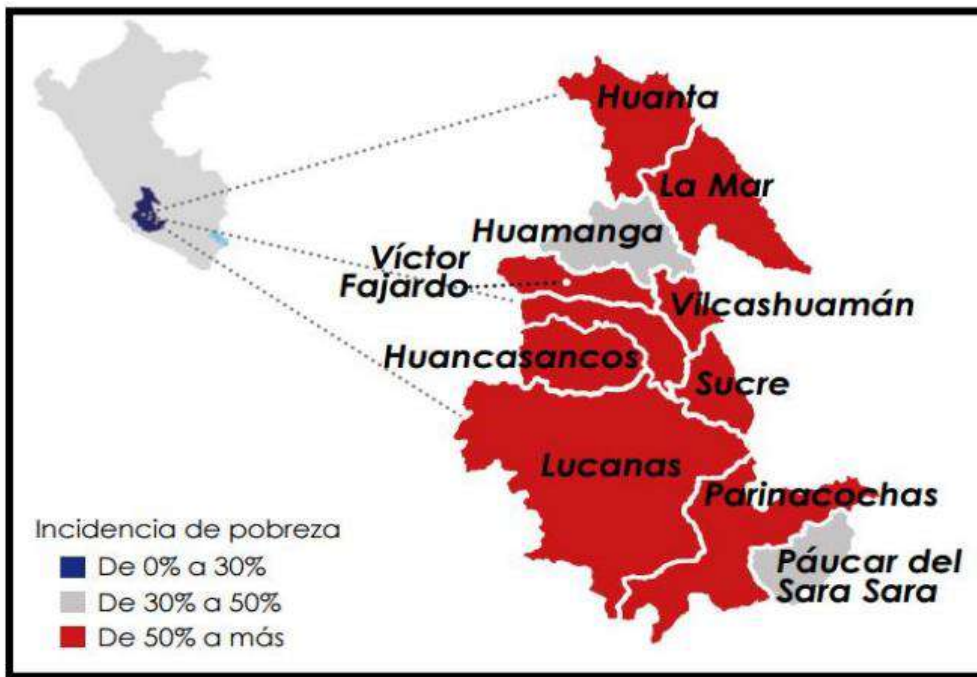 Huanta
La Mar
Huamanga
Víctor
Fajardo
Vilcashuamán
Huancasancos
Sucre
Lucanas
Parinacochas
Páucar del
Sara Sara
Incidencia de pobreza
De 0% a 30%
De 30% a 50%
De 50% a más